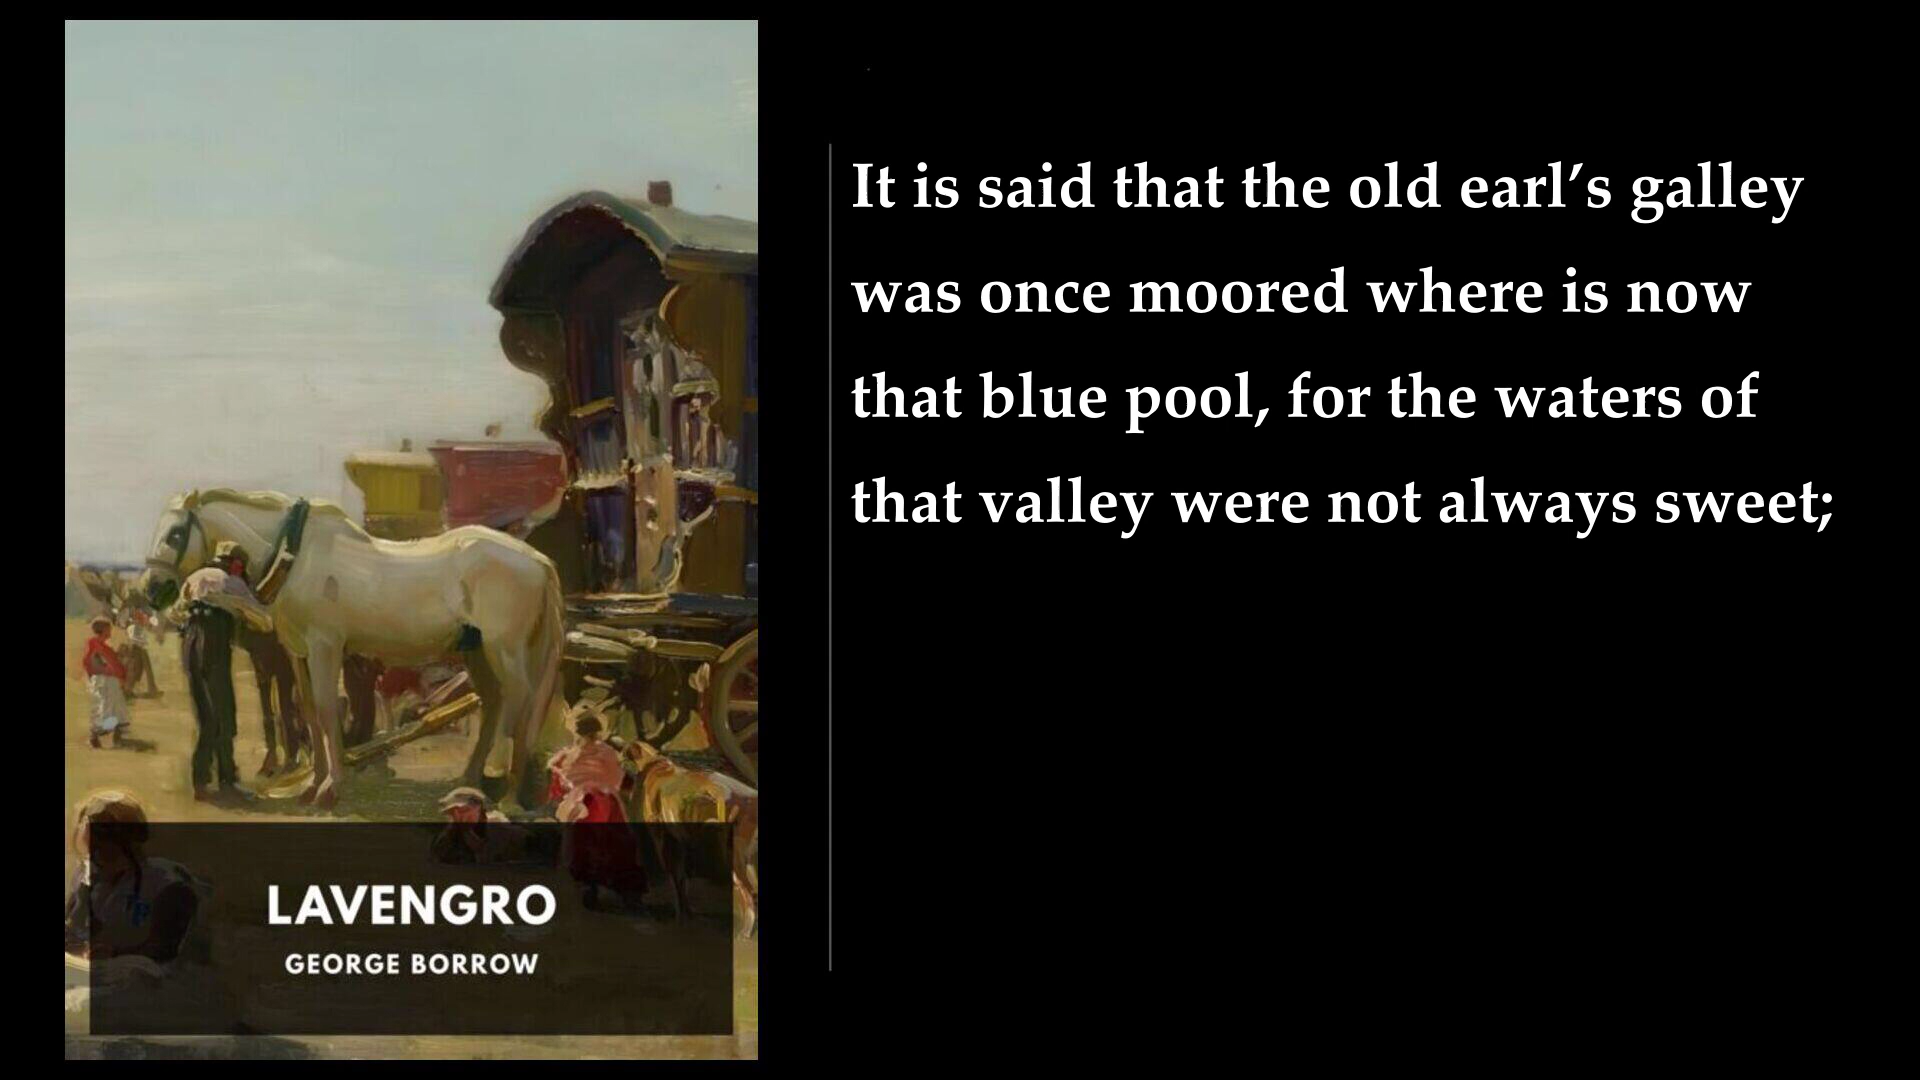 It is said that the old earl’s galley
was once moored where is now
that blue pool, for the waters of
that valley were not always sweet;
LAVENGRO
GEORGE BORROW